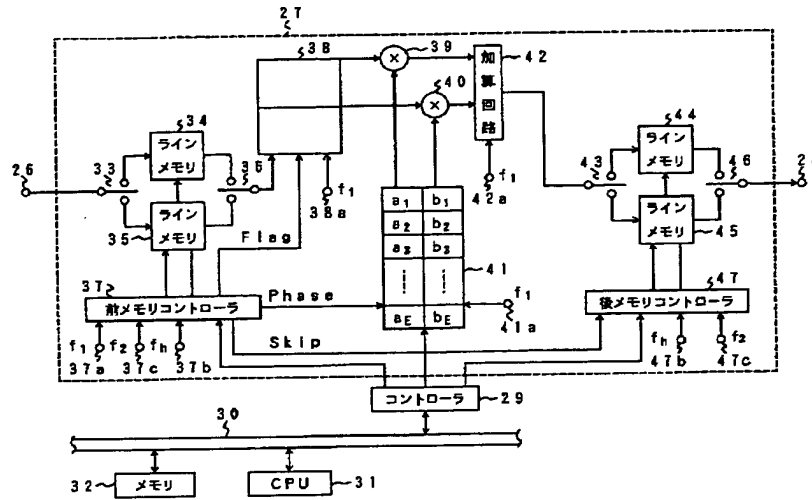 27
38
39
42
加算回路
40
34
ライン
メモリ
44
ライン
メモリ
26
33
36
43
46
2
f1
38a
f1
42a
35
ライン
メモリ
45
ライン
メモリ
Flag
a1 b1
a2 b2
a3 b3
aE bE
41
37
前メモリコントローラ
Phase
f1
41a
47
後メモリコントローラ
Skip
f1 f2 fh
37a 37c 37b
fh f2
47b 47c
コントローラ 29
30
32 メモリ
CPU 31